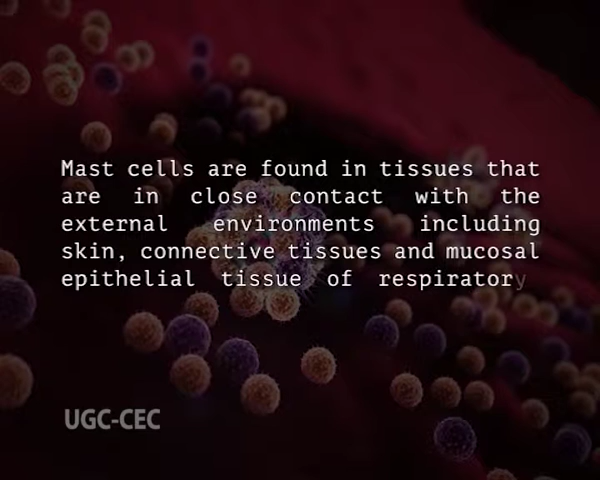 Mast cells are found in tissues that
are in close contact with the
external environments including
skin, connective tissues and mucosal
epithelial tissue of respiratory
UGC-CEC